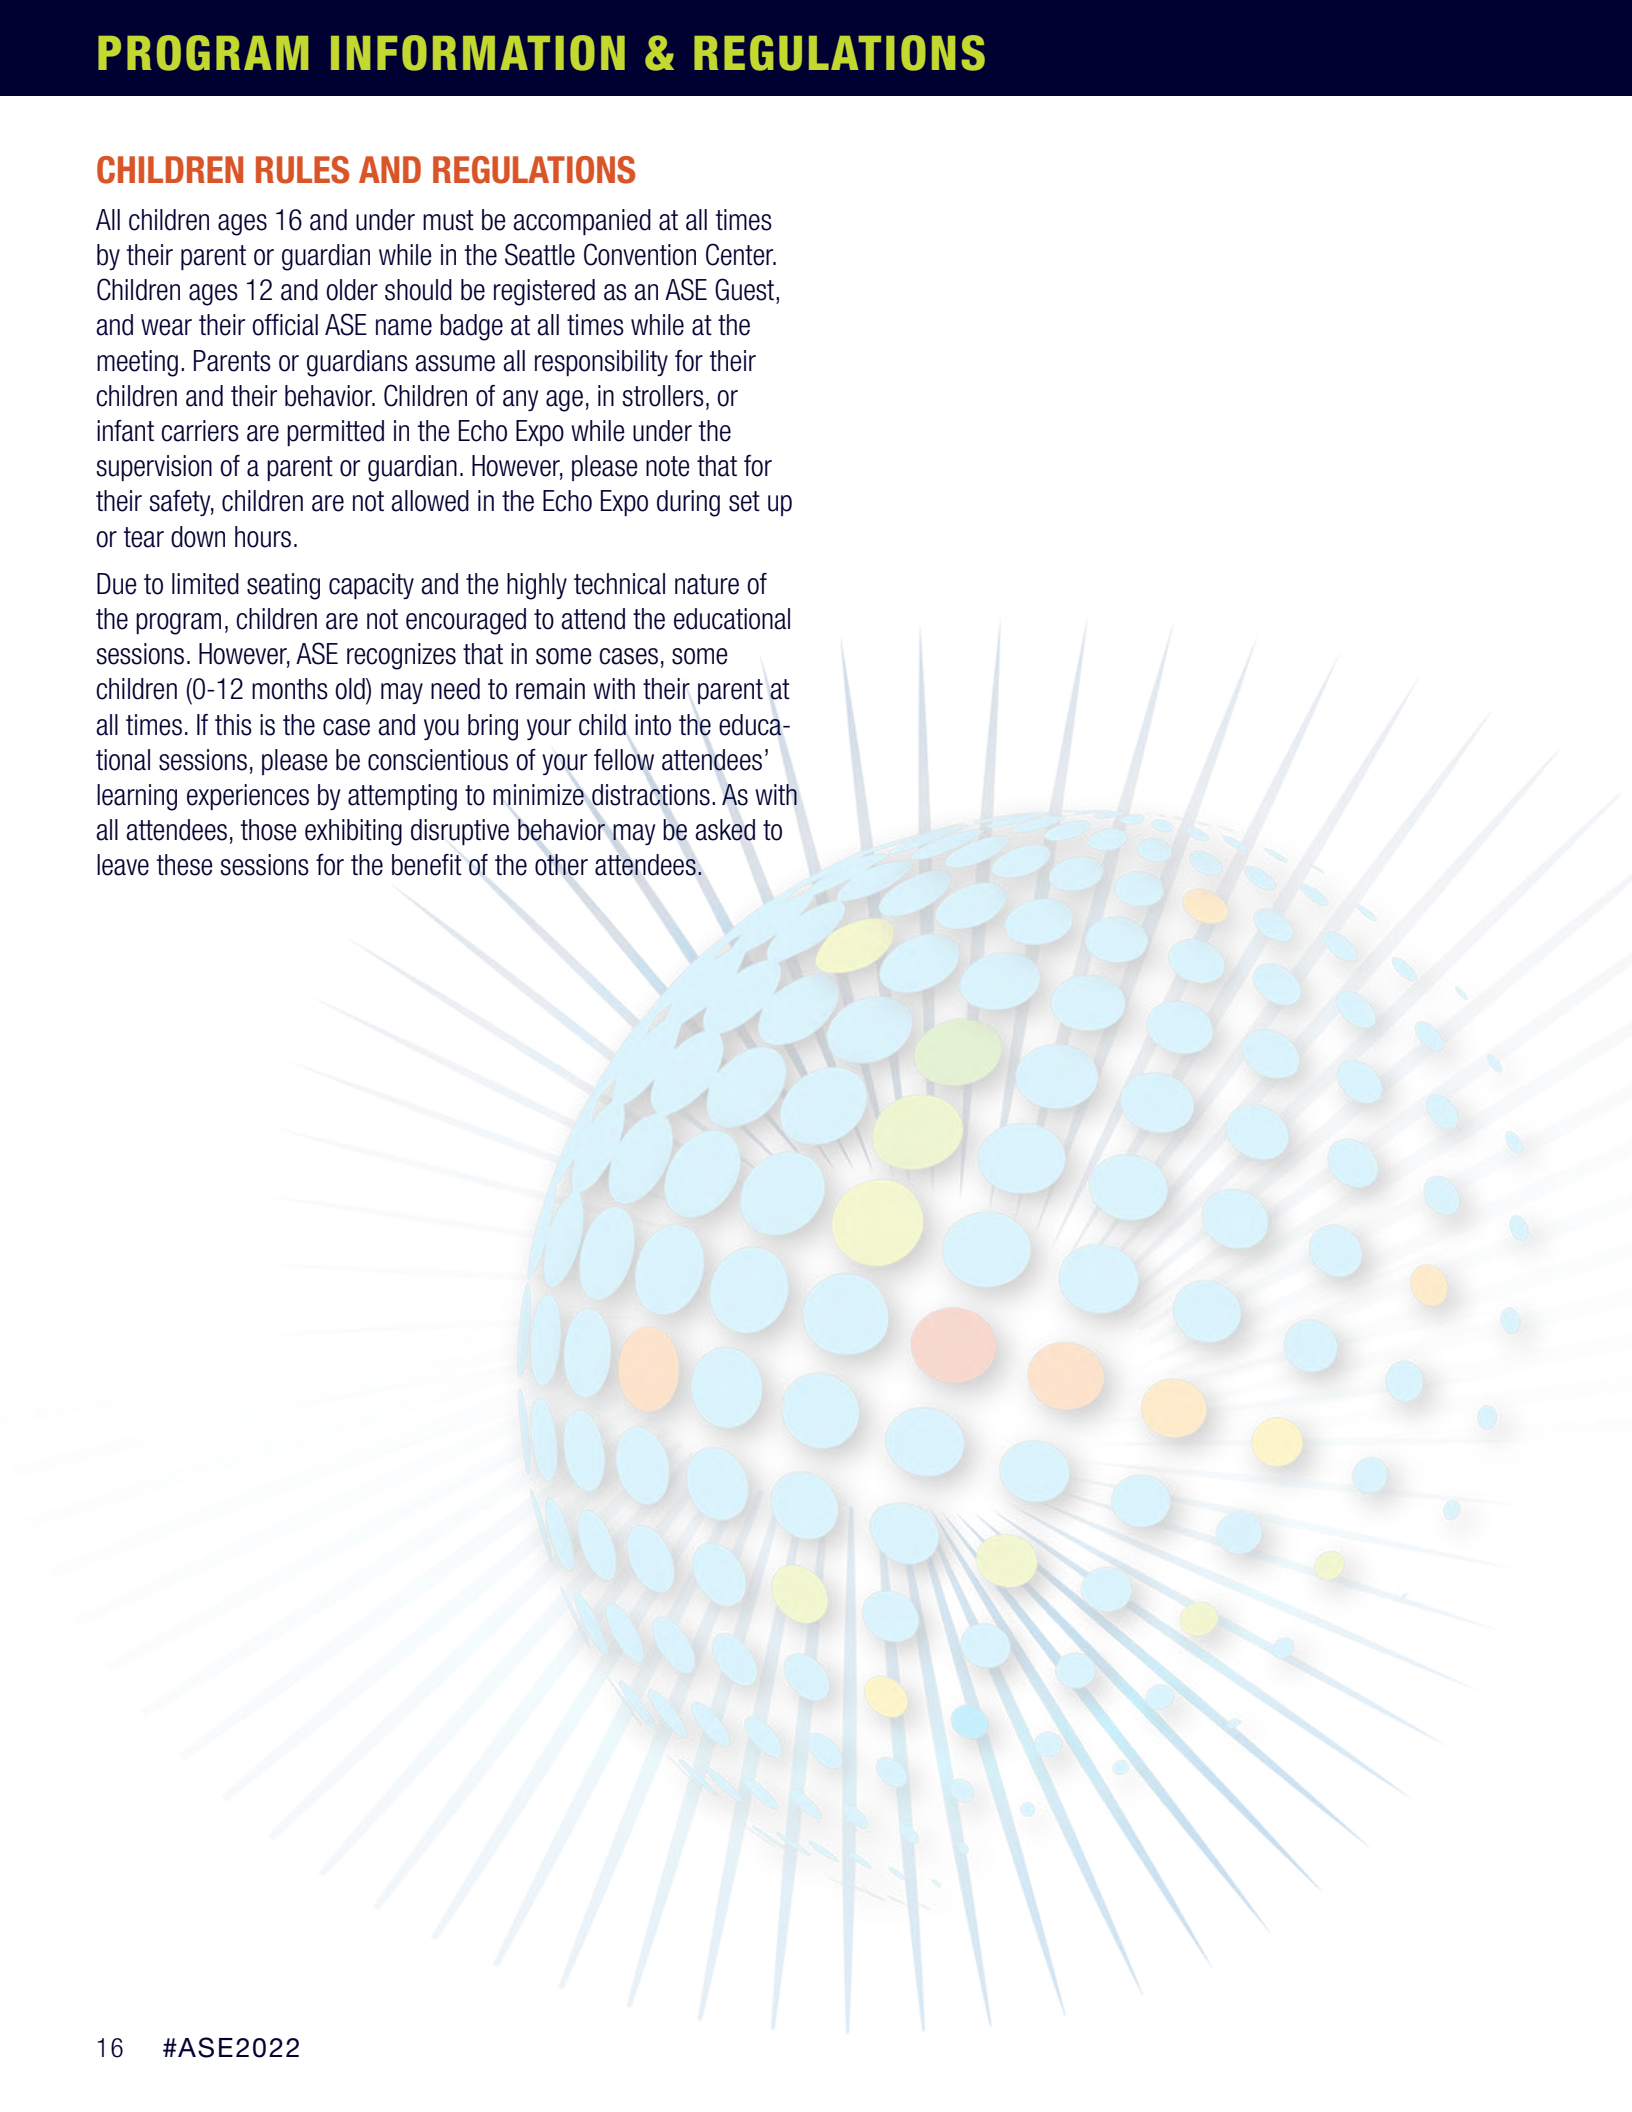 PROGRAM INFORMATION & REGULATIONS
CHILDREN RULES AND REGULATIONS
All children ages 16 and under must be accompanied at all times
by their parent or guardian while in the Seattle Convention Center.
Children ages 12 and older should be registered as an ASE Guest,
and wear their official ASE name badge at all times while at the
meeting. Parents or guardians assume all responsibility for their
children and their behavior. Children of any age, in strollers, or
infant carriers are permitted in the Echo Expo while under the
supervision of a parent or guardian. However, please note that for
their safety, children are not allowed in the Echo Expo during set up
or tear down hours.
Due to limited seating capacity and the highly technical nature of
the program, children are not encouraged to attend the educational
sessions. However, ASE recognizes that in some cases, some
children (0-12 months old) may need to remain with their parent at
all times. If this is the case and you bring your child into the educa-
tional sessions, please be conscientious of your fellow attendees’
learning experiences by attempting to minimize distractions. As with
all attendees, those exhibiting disruptive behavior may be asked to
leave these sessions for the benefit of the other attendees.
16 #ASE2022